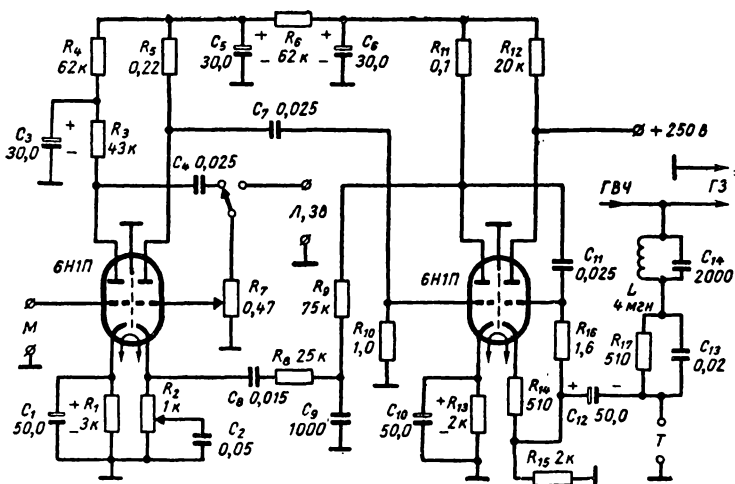 R4
62к
R5
0,22
C5
30,0
+
-
R6
62к
+
-
C6
30,0
R11
0,1
R12
20к
C3
30,0
+
-
R3
43к
C7 0,025
C4 0,025
+ 250 в
Л, Зв
ГВЧ
ГЗ
6Н1П
R7
0,47
R9
75к
6Н1П
C11
0,025
C14
2000
L
4 мгн
М
R10
1,0
R16
1,6
R17
510
C13
0,02
R8 25к
C8 0,015
C1
50,0
+
-
R1
3к
R2
1к
C2
0,05
C9
1000
C10
50,0
+
-
R13
2к
R14
510
+
-
C12 50,0
Т
R15 2к